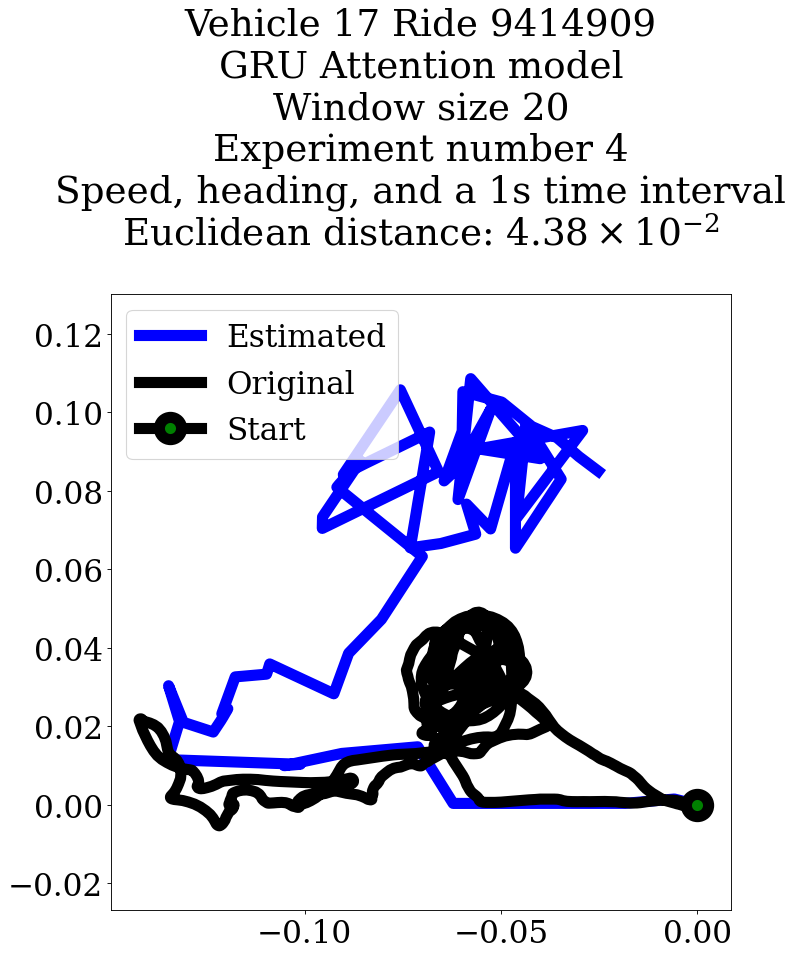 Vehicle 17 Ride 9414909
GRU Attention model
Window size 20
Experiment number 4
Speed, heading, and a 1s time interval
Euclidean distance: 4.38 × 10⁻²
Estimated
Original
Start
0.12
0.10
0.08
0.06
0.04
0.02
0.00
−0.02
−0.10
−0.05
0.00